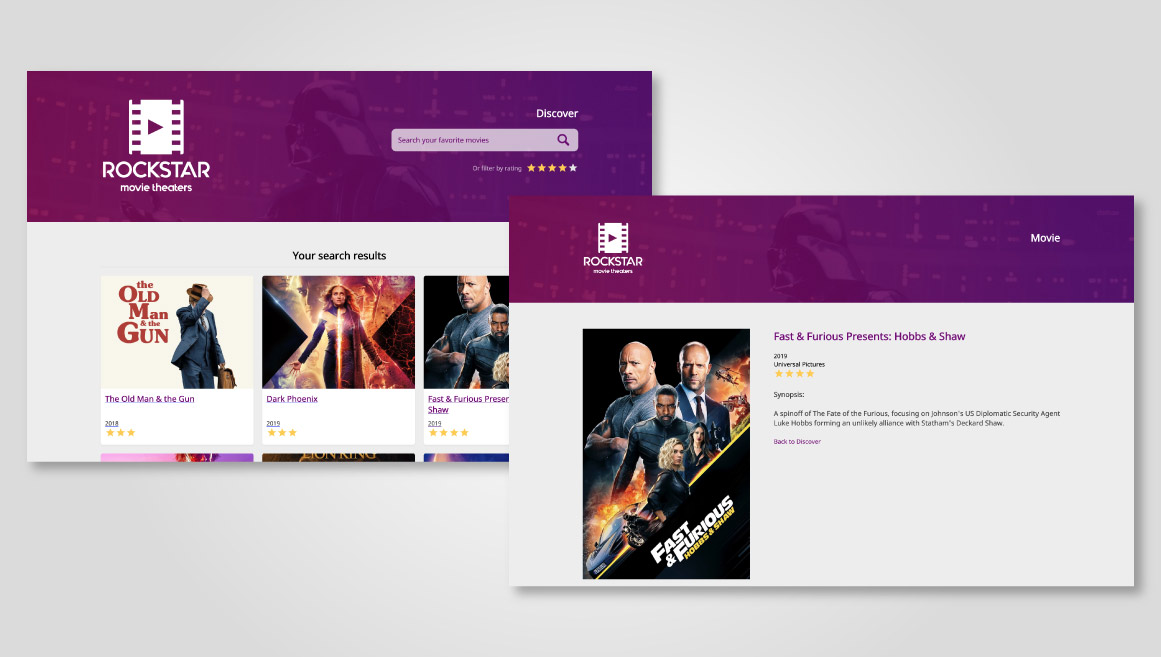 ROCKSTAR
movie theaters
Discover
Search your favorite movies
Or filter by rating
Your search results
the
OLD
MAN
& the
GUN
The Old Man & the Gun
2018
Dark Phoenix
2019
Fast & Furious Presen
Shaw
2019
LION KING
ROCKSTAR
movie theaters
Movie
FAST
& FURIOUS
HOBBS & SHAW
Fast & Furious Presents: Hobbs & Shaw
2019
Universal Pictures
Synopsis:
A spinoff of The Fate of the Furious, focusing on Johnson's US Diplomatic Security Agent
Luke Hobbs forming an unlikely alliance with Statham's Deckard Shaw.
Back to Discover